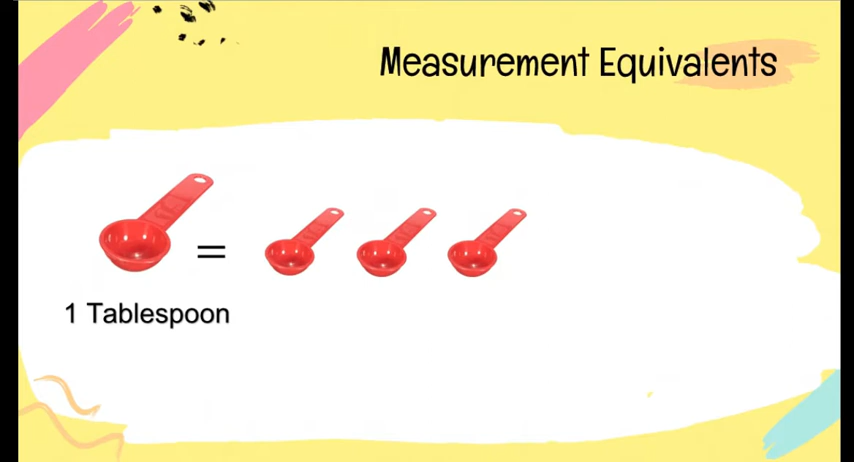 Measurement Equivalents
=
1 Tablespoon